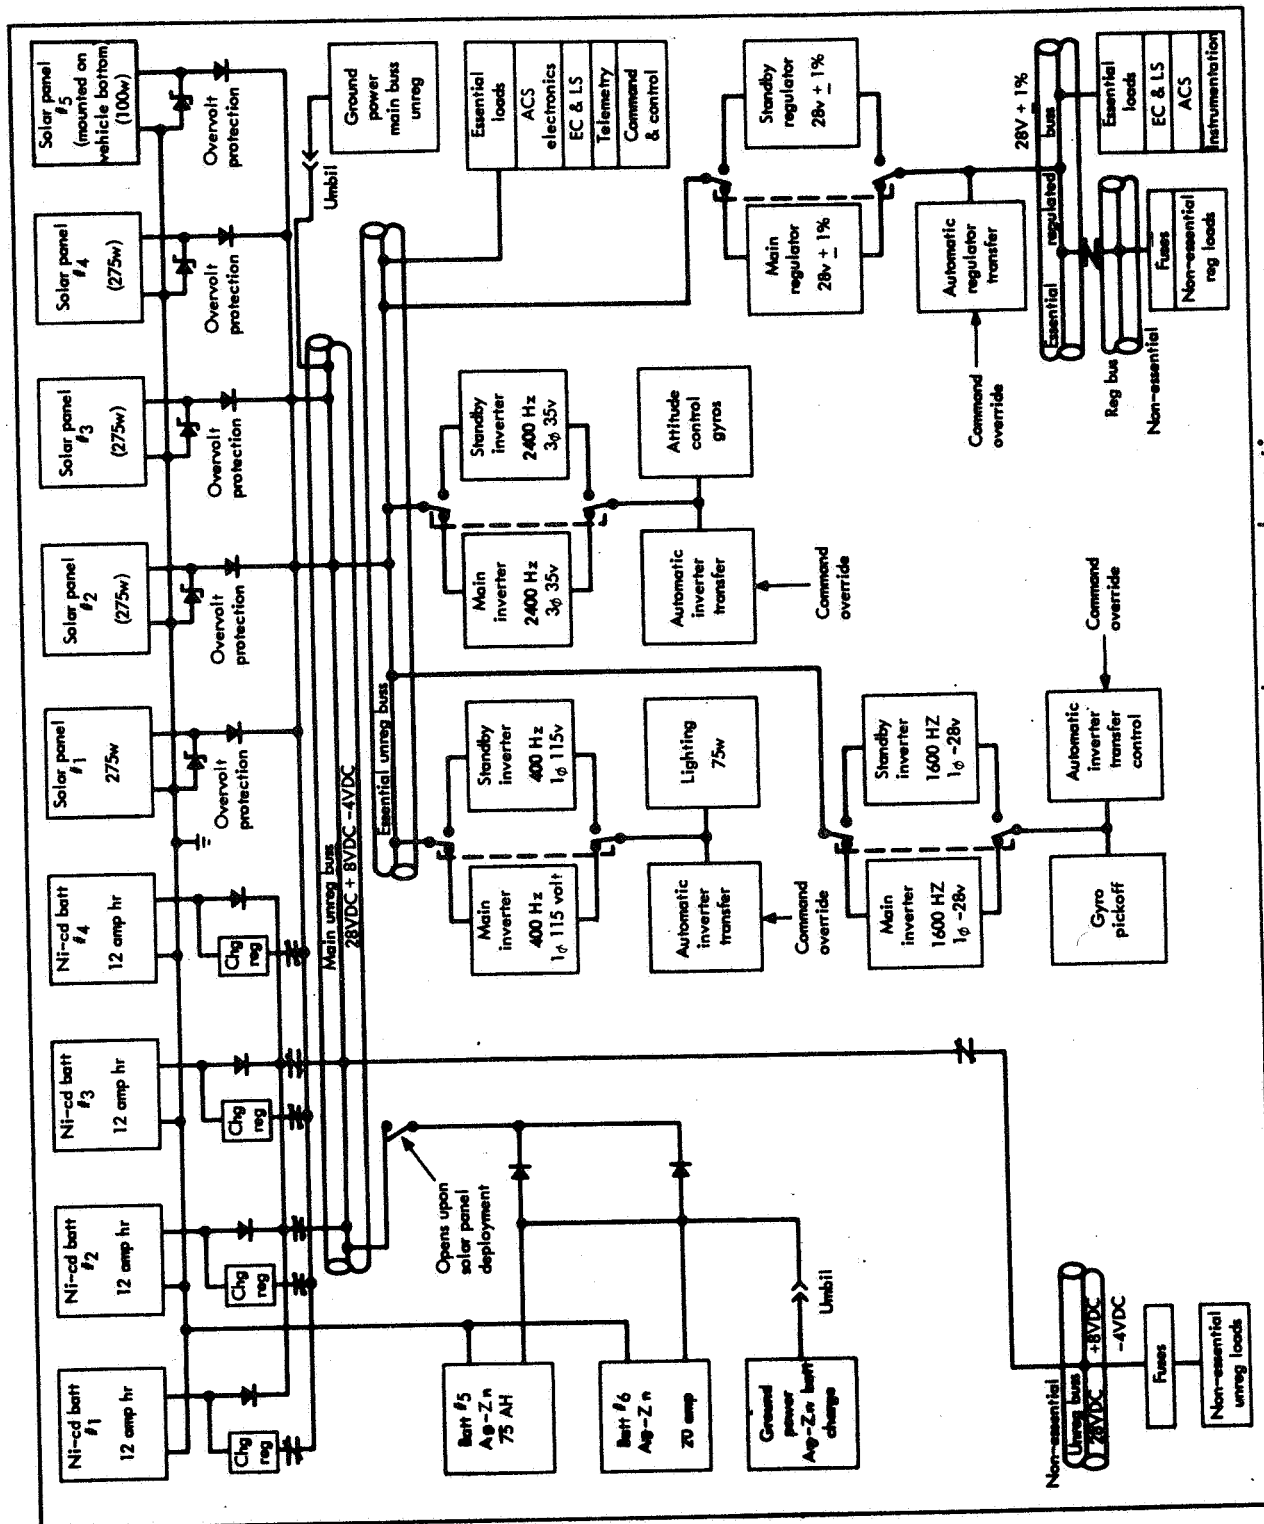 Ni-cd batt
#1
12 amp hr
Ni-cd batt
#2
12 amp hr
Ni-cd batt
#3
12 amp hr
Ni-cd batt
#4
12 amp hr
Solar panel
#1
275w
Solar panel
#2
(275w)
Solar panel
#3
(275w)
Solar panel
#4
(275w)
Solar panel
#5
(mounted on
vehicle bottom)
(100w)
Chg
reg
Chg
reg
Chg
reg
Chg
reg
Overvolt
protection
Overvolt
protection
Overvolt
protection
Overvolt
protection
Overvolt
protection
Umbil
Ground
power
main buss
unreg
Main unreg buss
28VDC + 8VDC -4VDC
Essential unreg buss
Opens upon
solar panel
deployment
Batt #5
Ag-Zn
75 AH
Batt #6
Ag-Zn
20 amp
Ground
power
Ag-Zn batt
charge
Umbil
Main
inverter
400 Hz
1φ 115 volt
Standby
inverter
400 Hz
1φ 115v
Automatic
inverter
transfer
Lighting
75w
Command
override
Main
inverter
2400 Hz
3φ 35v
Standby
inverter
2400 Hz
3φ 35v
Automatic
inverter
transfer
Attitude
control
gyros
Command
override
Essential
loads
ACS
electronics
EC & LS
Telemetry
Command
& control
Main
inverter
1600 HZ
1φ -28v
Standby
inverter
1600 HZ
1φ -28v
Gyro
pickoff
Automatic
inverter
transfer
control
Command
override
Main
regulator
28v ± 1%
Standby
regulator
28v ± 1%
Automatic
regulator
transfer
Command
override
28V ± 1%
Essential regulated buss
Reg bus
Non-essential
Fuses
Non-essential
reg loads
Essential
loads
EC & LS
ACS
Instrumentation
Non-essential
Unreg buss
28VDC +8VDC
-4VDC
Fuses
Non-essential
unreg loads